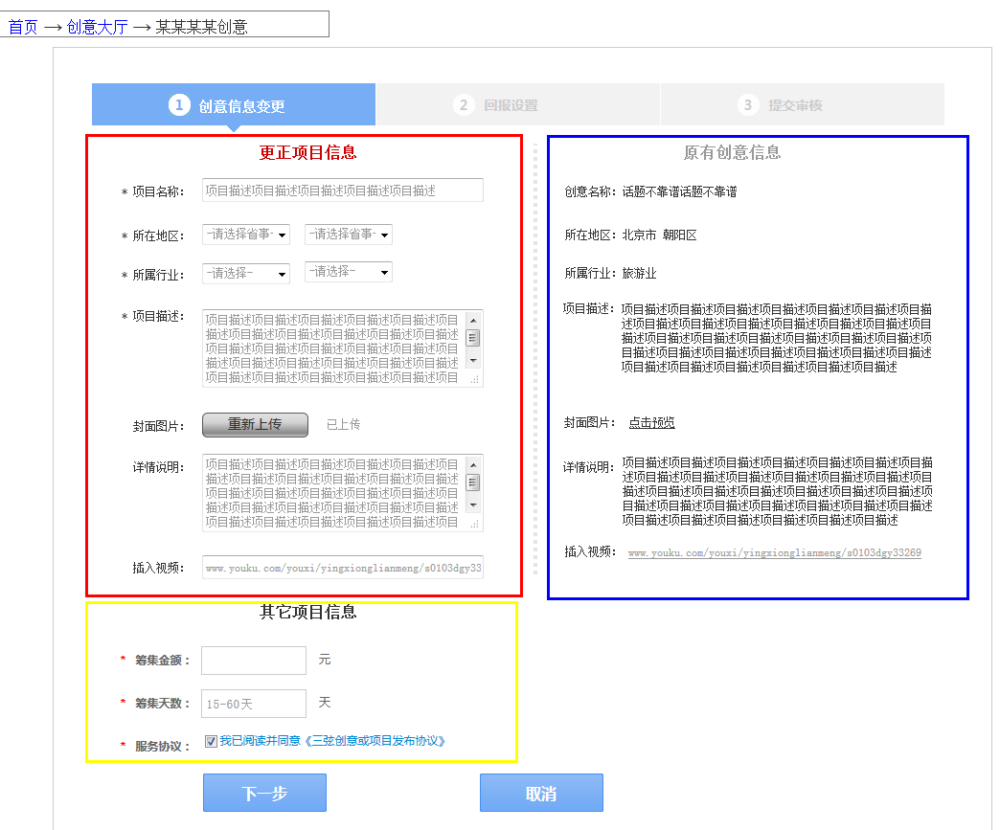 首页 → 创意大厅 → 某某某某创意
1 创意信息变更
2 回报设置
3 提交审核
更正项目信息
* 项目名称: 项目描述项目描述项目描述项目描述项目描述
* 所在地区: -请选择省事- -请选择省事-
* 所属行业: -请选择- -请选择-
* 项目描述: 项目描述项目描述项目描述项目描述项目描述项目
描述项目描述项目描述项目描述项目描述项目描述
项目描述项目描述项目描述项目描述项目描述项目
描述项目描述项目描述项目描述项目描述项目描述
项目描述项目描述项目描述项目描述项目描述项目
封面图片: 重新上传 已上传
详情说明: 项目描述项目描述项目描述项目描述项目描述项目
描述项目描述项目描述项目描述项目描述项目描述
项目描述项目描述项目描述项目描述项目描述项目
描述项目描述项目描述项目描述项目描述项目描述
项目描述项目描述项目描述项目描述项目描述项目
插入视频: www.youku.com/youxi/yingxionglianmeng/s0103dgy33
原有创意信息
创意名称: 话题不靠谱话题不靠谱
所在地区: 北京市 朝阳区
所属行业: 旅游业
项目描述: 项目描述项目描述项目描述项目描述项目描述项目描述项目描
述项目描述项目描述项目描述项目描述项目描述项目描述项目
描述项目描述项目描述项目描述项目描述项目描述项目描述项
目描述项目描述项目描述项目描述项目描述项目描述项目描述
项目描述项目描述项目描述项目描述项目描述项目描述
封面图片: 点击预览
详情说明: 项目描述项目描述项目描述项目描述项目描述项目描述项目描
述项目描述项目描述项目描述项目描述项目描述项目描述项目
描述项目描述项目描述项目描述项目描述项目描述项目描述项
目描述项目描述项目描述项目描述项目描述项目描述项目描述
项目描述项目描述项目描述项目描述项目描述项目描述
插入视频: www.youku.com/youxi/yingxionglianmeng/s0103dgy33269
其它项目信息
* 筹集金额: 元
* 筹集天数: 15-60天 天
* 服务协议: 我已阅读并同意《三弦创意或项目发布协议》
下一步 取消